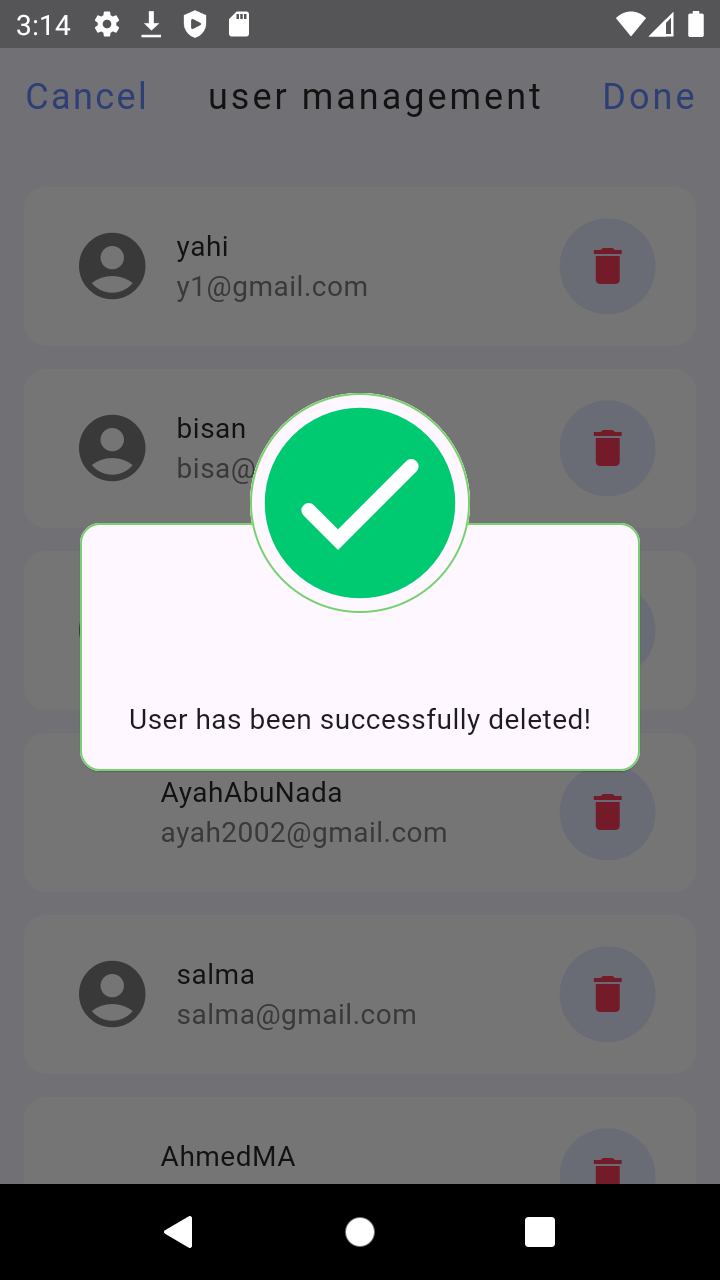 3:14
Cancel user management Done
yahi
y1@gmail.com
bisan
bisa@
User has been successfully deleted!
AyahAbuNada
ayah2002@gmail.com
salma
salma@gmail.com
AhmedMA